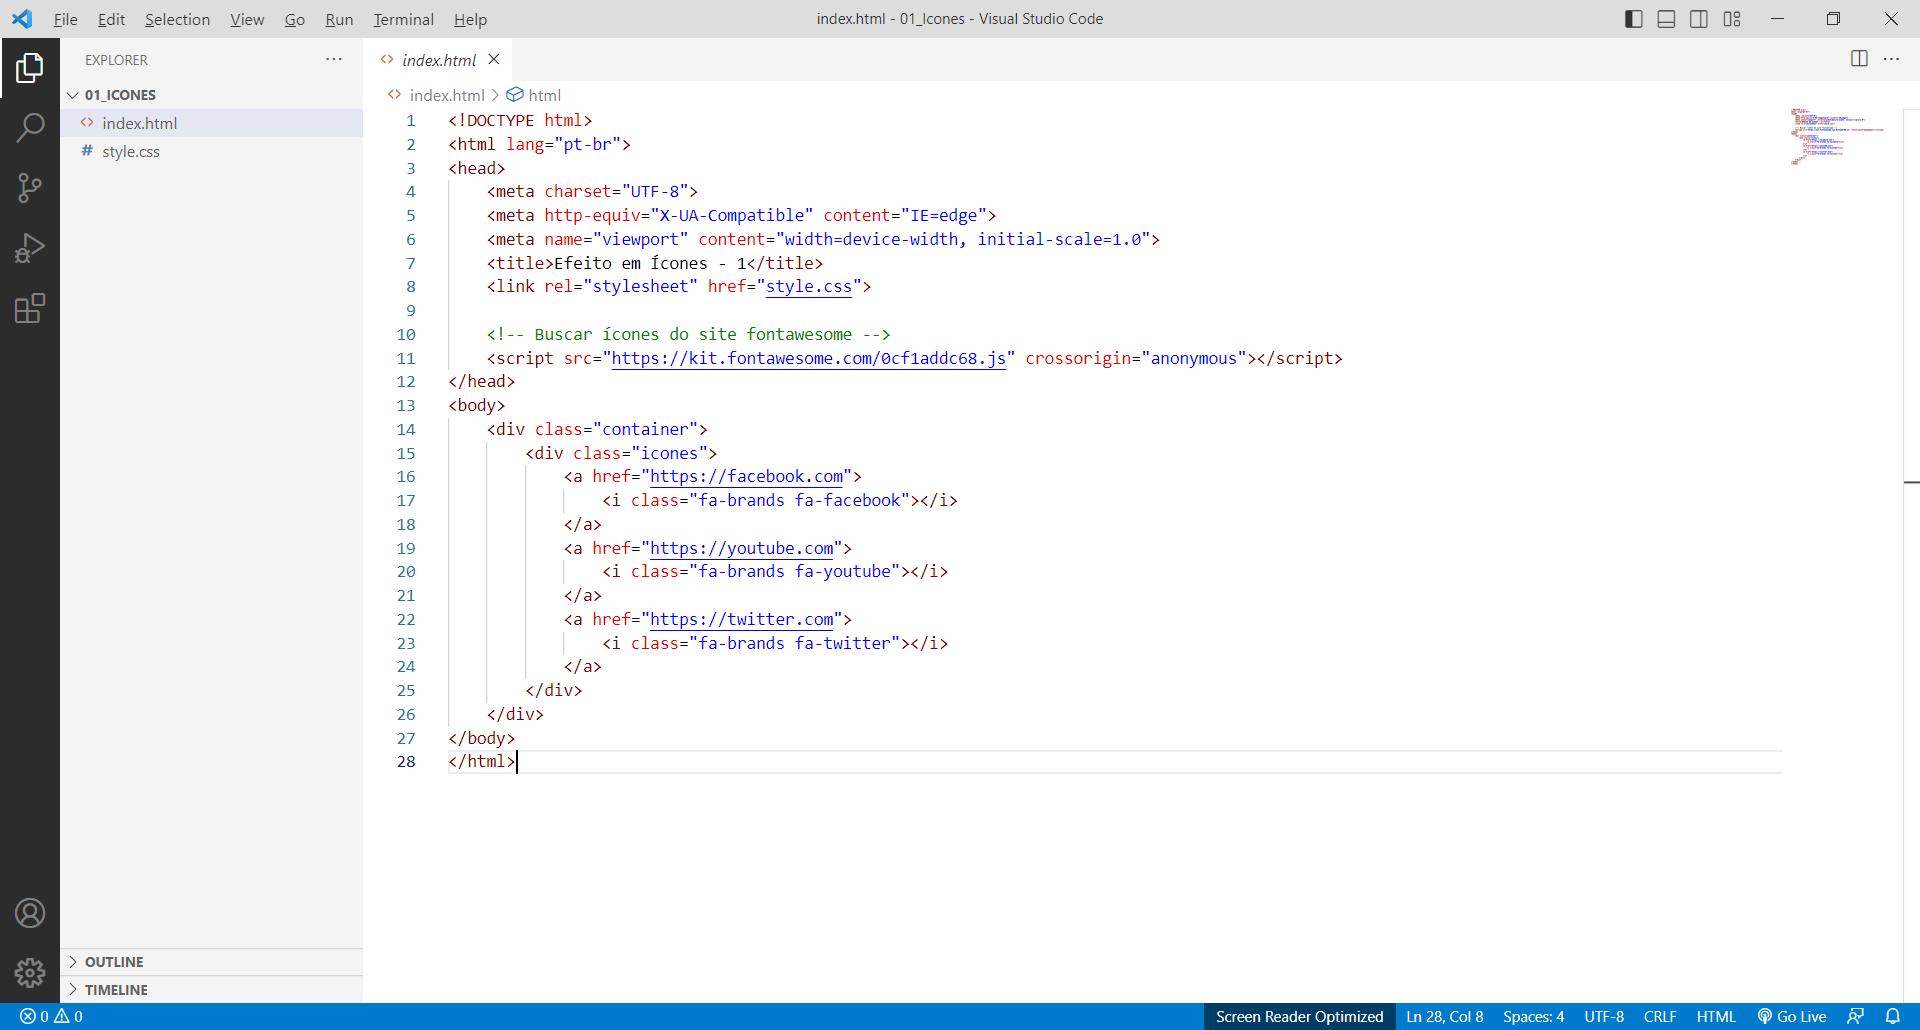 File Edit Selection View Go Run Terminal Help
index.html - 01_Icones - Visual Studio Code
EXPLORER
01_ICONES
index.html
style.css
OUTLINE
TIMELINE
index.html
index.html > html
1 <!DOCTYPE html>
2 <html lang="pt-br">
3 <head>
4     <meta charset="UTF-8">
5     <meta http-equiv="X-UA-Compatible" content="IE=edge">
6     <meta name="viewport" content="width=device-width, initial-scale=1.0">
7     <title>Efeito em Ícones - 1</title>
8     <link rel="stylesheet" href="style.css">
9
10     <!-- Buscar ícones do site fontawesome -->
11     <script src="https://kit.fontawesome.com/0cf1addc68.js" crossorigin="anonymous"></script>
12 </head>
13 <body>
14     <div class="container">
15         <div class="icones">
16             <a href="https://facebook.com">
17                 <i class="fa-brands fa-facebook"></i>
18             </a>
19             <a href="https://youtube.com">
20                 <i class="fa-brands fa-youtube"></i>
21             </a>
22             <a href="https://twitter.com">
23                 <i class="fa-brands fa-twitter"></i>
24             </a>
25         </div>
26     </div>
27 </body>
28 </html>
0 0
Screen Reader Optimized Ln 28, Col 8 Spaces: 4 UTF-8 CRLF HTML Go Live